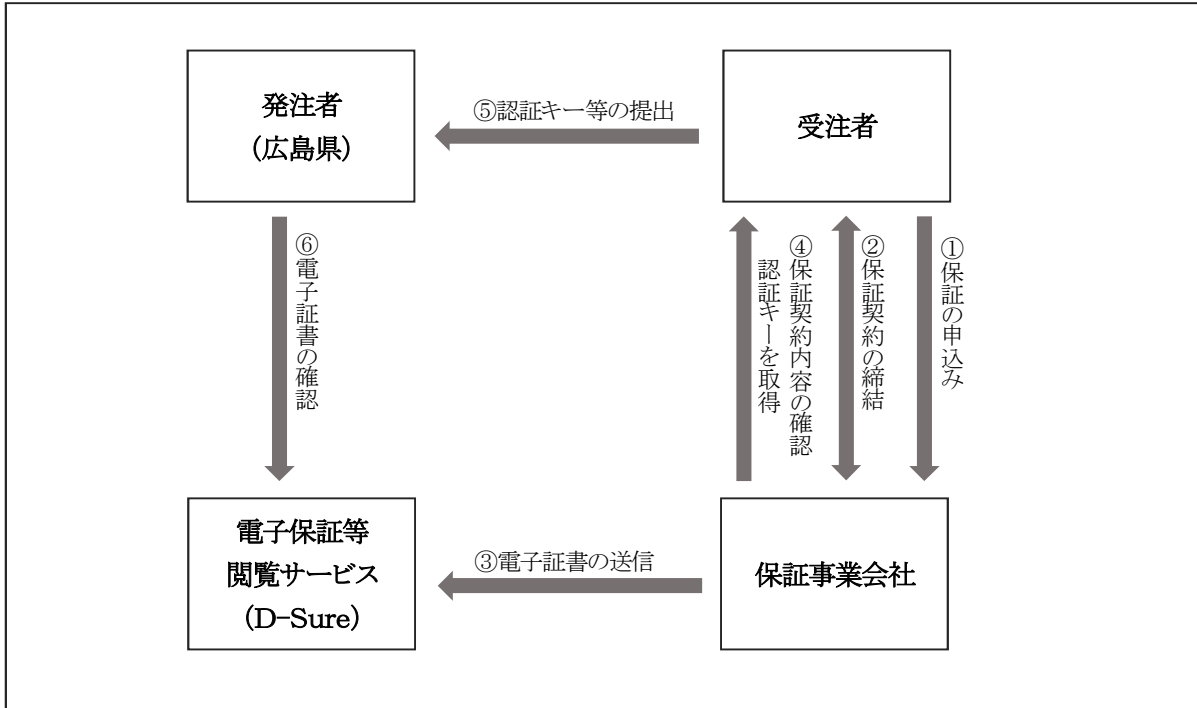 発注者
（広島県）
⑤認証キー等の提出
受注者
⑥電子証書の確認
④保証契約内容の確認
認証キーを取得
②保証契約の締結
①保証の申込み
電子保証等
閲覧サービス
（D-Sure）
③電子証書の送信
保証事業会社